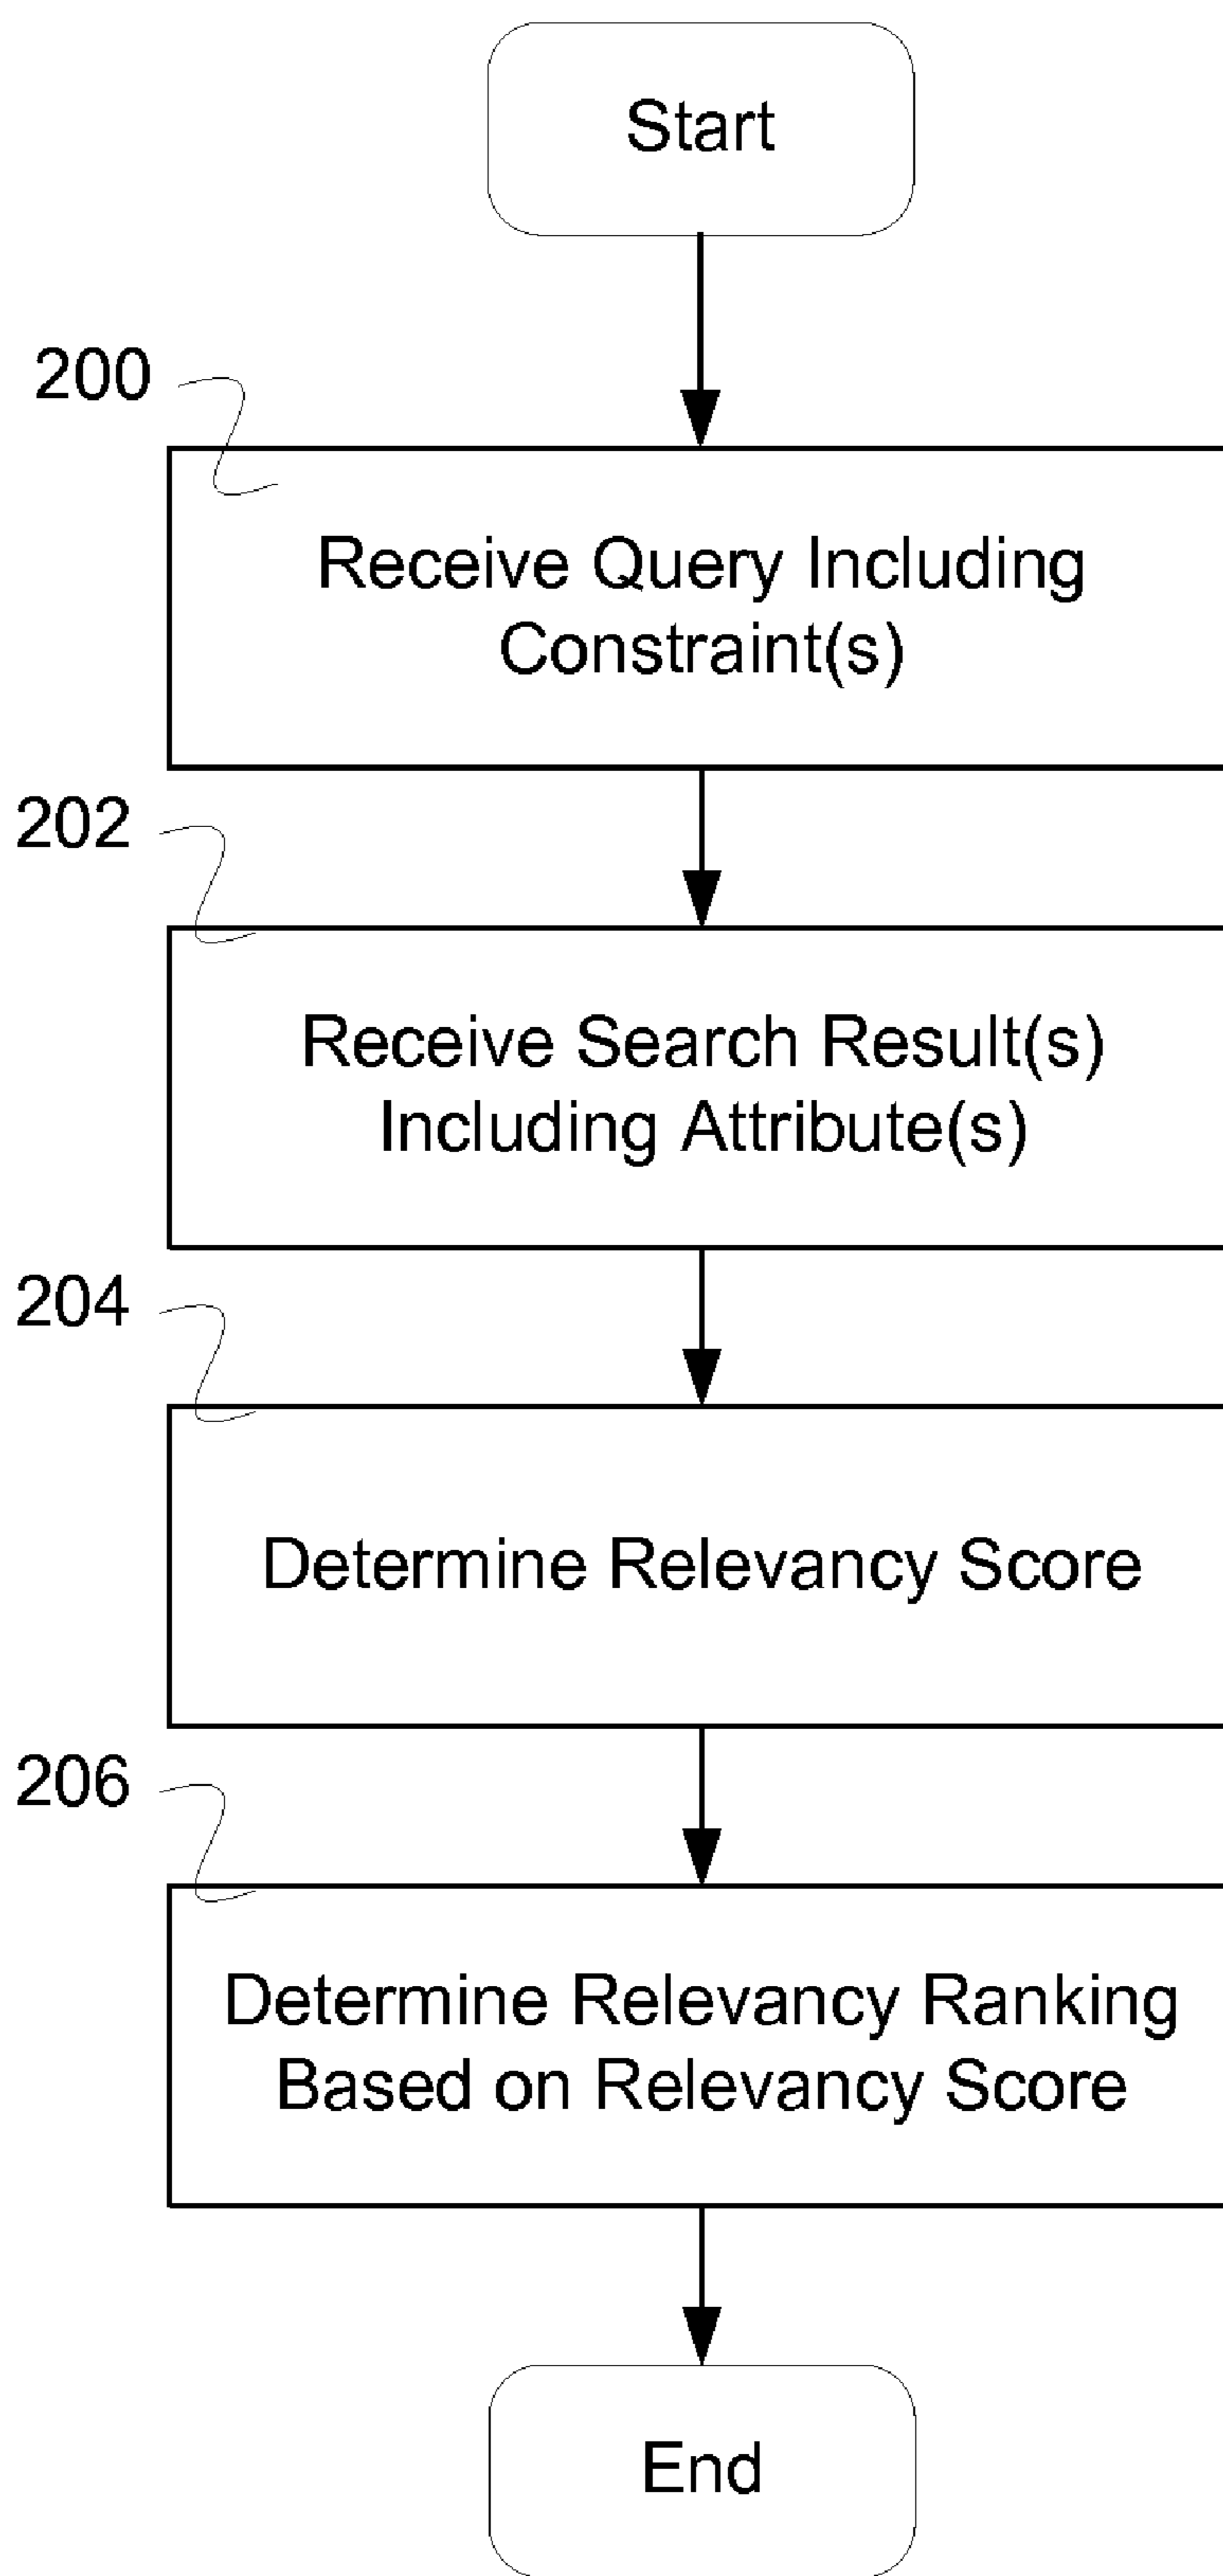 Start
200
Receive Query Including
Constraint(s)
202
Receive Search Result(s)
Including Attribute(s)
204
Determine Relevancy Score
206
Determine Relevancy Ranking
Based on Relevancy Score
End